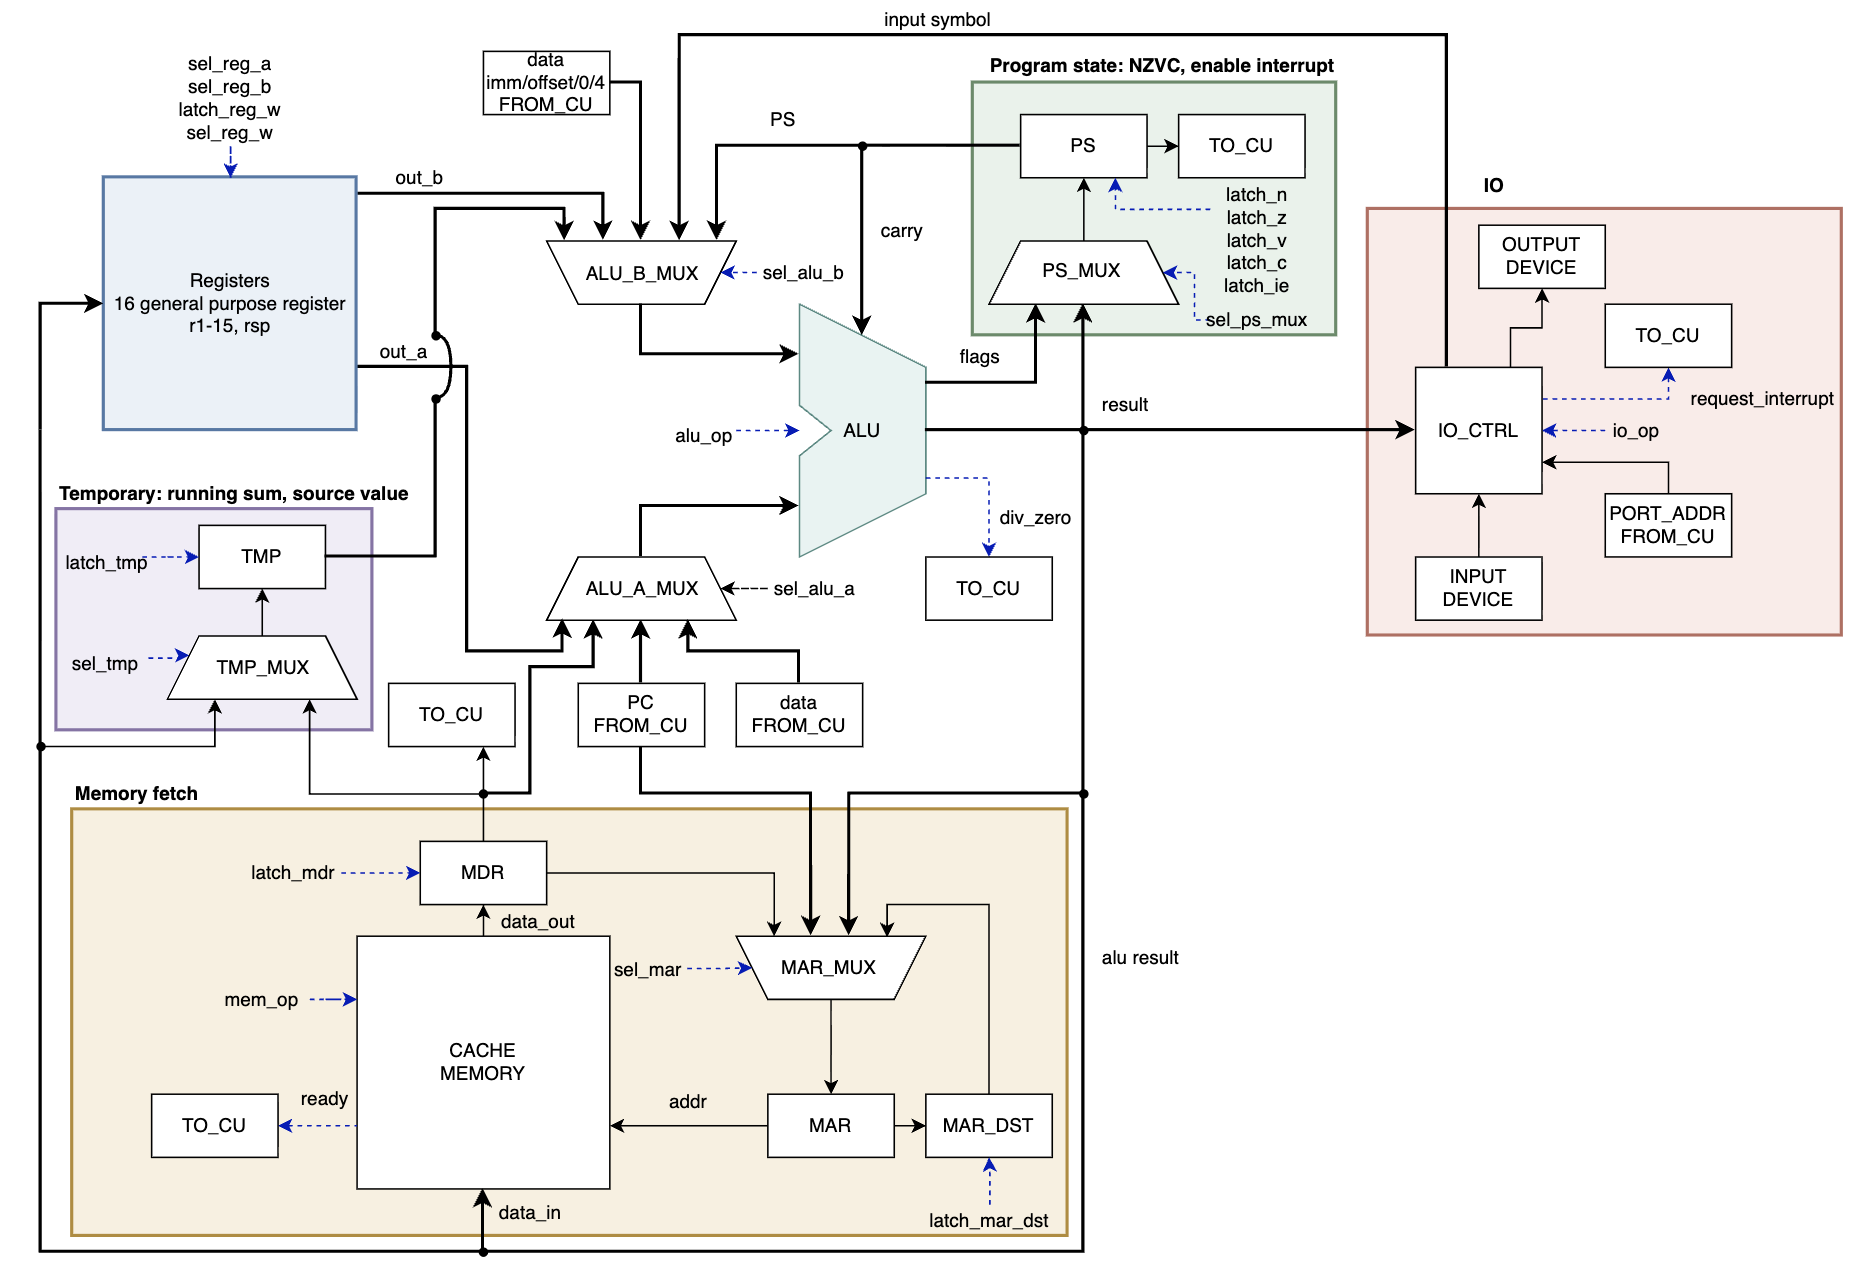 input symbol
sel_reg_a
sel_reg_b
latch_reg_w
sel_reg_w
data
imm/offset/0/4
FROM_CU
Program state: NZVC, enable interrupt
PS
PS
TO_CU
out_b
latch_n
latch_z
latch_v
latch_c
latch_ie
carry
IO
OUTPUT
DEVICE
Registers
16 general purpose register
r1-15, rsp
ALU_B_MUX
sel_alu_b
PS_MUX
sel_ps_mux
TO_CU
out_a
flags
request_interrupt
result
alu_op
ALU
IO_CTRL
io_op
Temporary: running sum, source value
div_zero
PORT_ADDR
FROM_CU
latch_tmp
TMP
ALU_A_MUX
sel_alu_a
TO_CU
INPUT
DEVICE
sel_tmp
TMP_MUX
TO_CU
PC
FROM_CU
data
FROM_CU
Memory fetch
latch_mdr
MDR
data_out
sel_mar
MAR_MUX
alu result
mem_op
CACHE
MEMORY
ready
addr
TO_CU
MAR
MAR_DST
data_in
latch_mar_dst